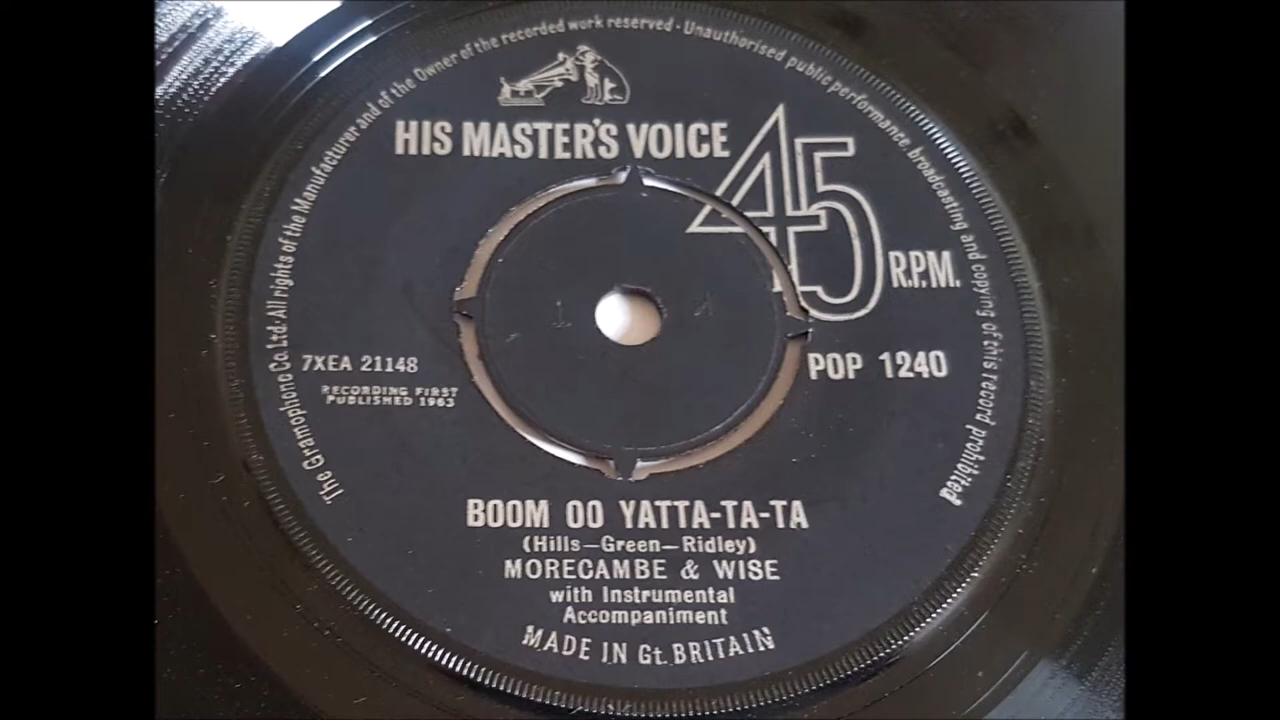 The Gramophone Co. Ltd. All rights of the Manufacturer and of the Owner of the recorded work reserved · Unauthorised public performance, broadcasting and copying of this record prohibited
HIS MASTER'S VOICE
45
R.P.M.
7XEA 21148
POP 1240
RECORDING FIRST
PUBLISHED 1963
BOOM OO YATTA-TA-TA
(Hills—Green—Ridley)
MORECAMBE & WISE
with Instrumental
Accompaniment
MADE IN Gt. BRITAIN